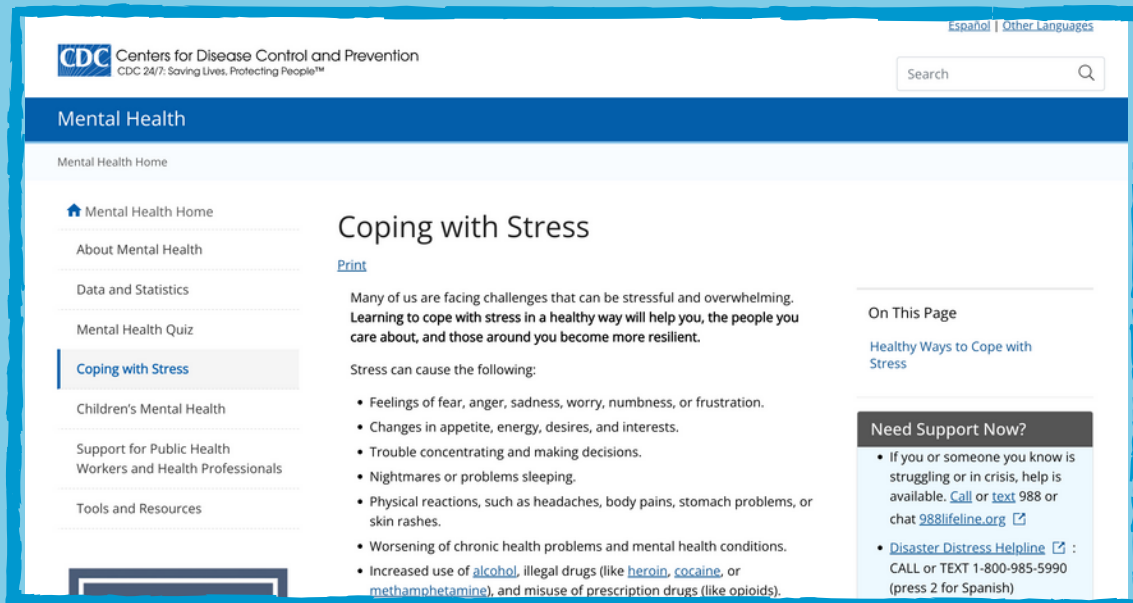 Español | Other Languages
CDC Centers for Disease Control and Prevention
CDC 24/7: Saving Lives, Protecting People™
Search
Mental Health
Mental Health Home
Mental Health Home
About Mental Health
Data and Statistics
Mental Health Quiz
Coping with Stress
Children's Mental Health
Support for Public Health
Workers and Health Professionals
Tools and Resources
Coping with Stress
Print
Many of us are facing challenges that can be stressful and overwhelming.
Learning to cope with stress in a healthy way will help you, the people you
care about, and those around you become more resilient.
Stress can cause the following:
• Feelings of fear, anger, sadness, worry, numbness, or frustration.
• Changes in appetite, energy, desires, and interests.
• Trouble concentrating and making decisions.
• Nightmares or problems sleeping.
• Physical reactions, such as headaches, body pains, stomach problems, or
skin rashes.
• Worsening of chronic health problems and mental health conditions.
• Increased use of alcohol, illegal drugs (like heroin, cocaine, or
methamphetamine), and misuse of prescription drugs (like opioids).
On This Page
Healthy Ways to Cope with
Stress
Need Support Now?
• If you or someone you know is
struggling or in crisis, help is
available. Call or text 988 or
chat 988lifeline.org
• Disaster Distress Helpline :
CALL or TEXT 1-800-985-5990
(press 2 for Spanish)